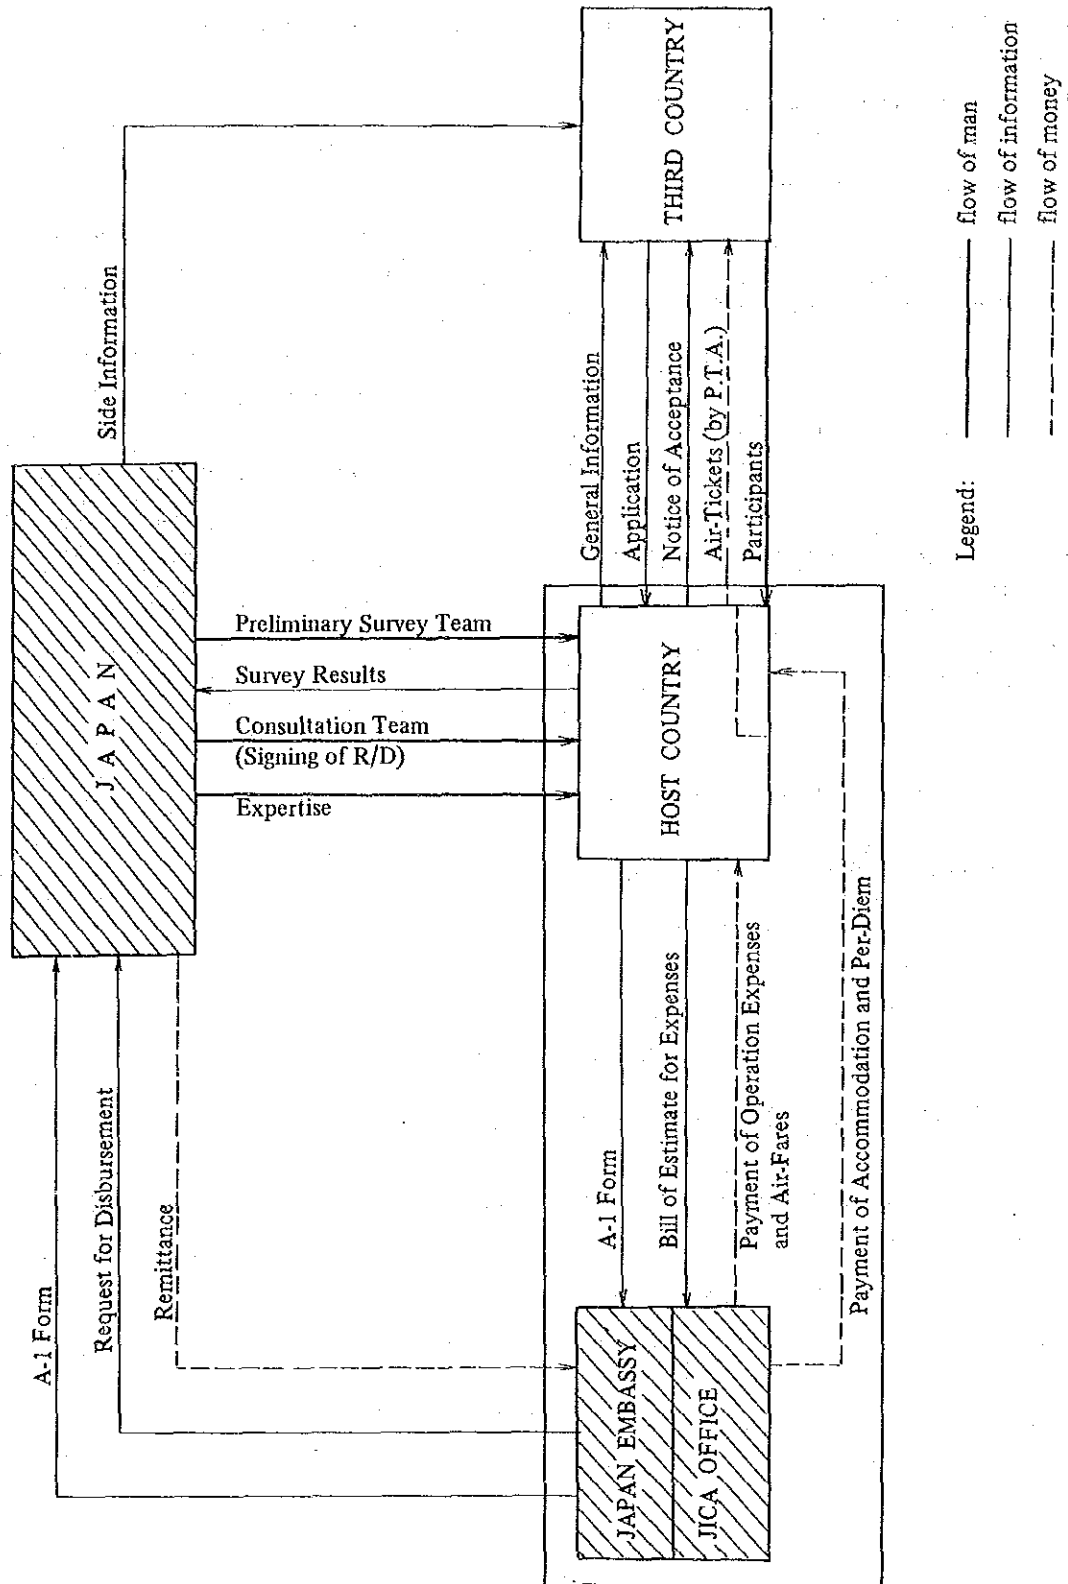 Side Information
JAPAN
A-1 Form
Request for Disbursement
Remittance
Preliminary Survey Team
Survey Results
Consultation Team
(Signing of R/D)
Expertise
THIRD COUNTRY
General Information
Application
Notice of Acceptance
Air-Tickets (by P.T.A.)
Participants
HOST COUNTRY
A-1 Form
Bill of Estimate for Expenses
Payment of Operation Expenses
and Air-Fares
Payment of Accommodation and Per-Diem
JAPAN EMBASSY
JICA OFFICE
Legend:
flow of man
flow of information
flow of money